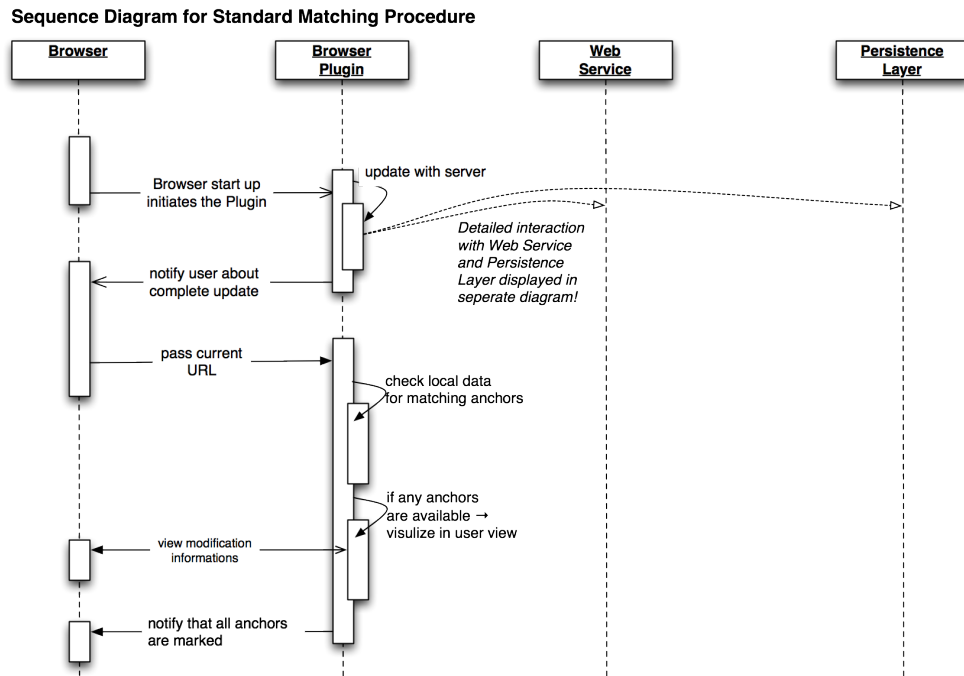 Sequence Diagram for Standard Matching Procedure
Browser
Browser
Plugin
Web
Service
Persistence
Layer
update with server
Browser start up
initiates the Plugin
Detailed interaction
with Web Service
and Persistence
Layer displayed in
seperate diagram!
notify user about
complete update
pass current
URL
check local data
for matching anchors
if any anchors
are available →
visulize in user view
view modification
informations
notify that all anchors
are marked